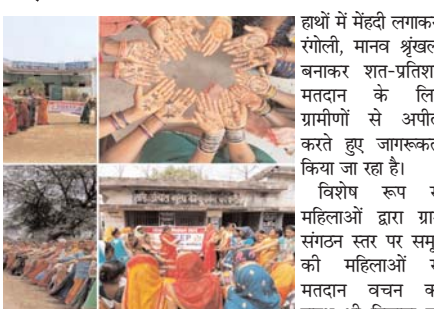 हाथों में मेंहदी लगाकर
रंगोली, मानव श्रृंखल
बनाकर शत-प्रतिश
मतदान के लि
ग्रामीणों से अपी
करते हुए जागरूकत
किया जा रहा है।
विशेष रूप स
महिलाओं द्वारा ग्रा
संगठन स्तर पर समू
की महिलाओं स
मतदान वचन क